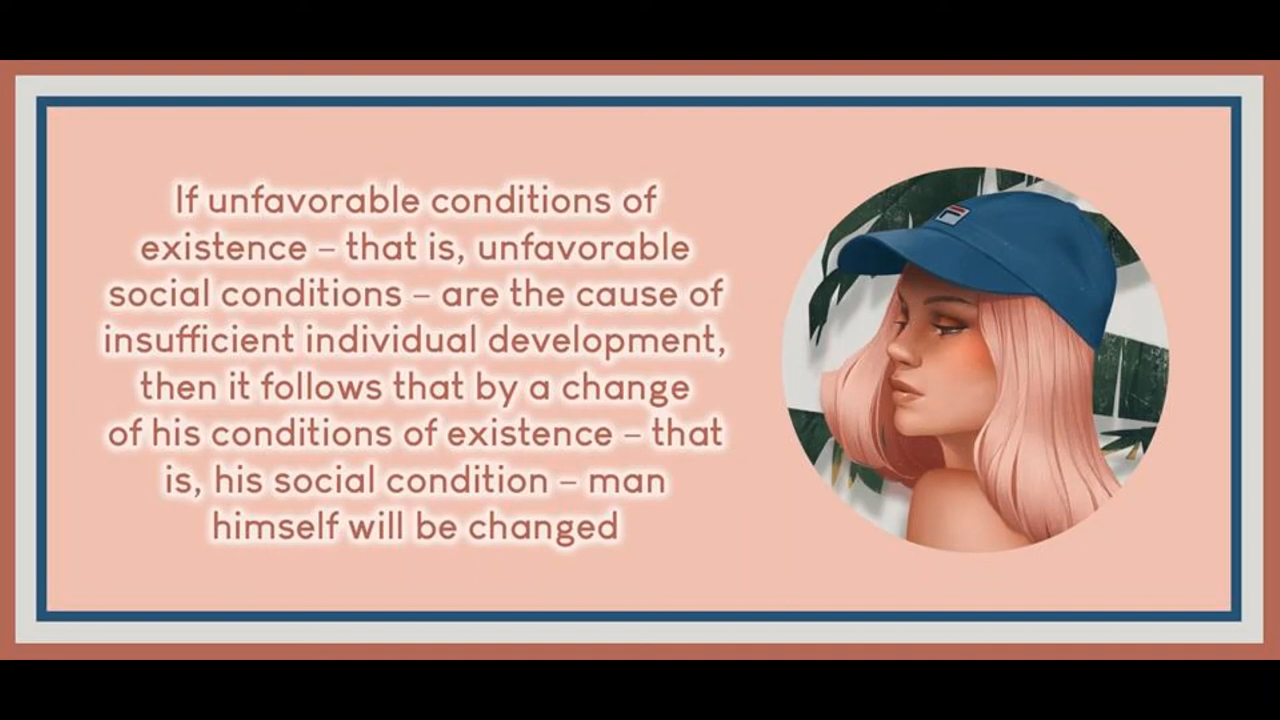 If unfavorable conditions of
existence – that is, unfavorable
social conditions – are the cause of
insufficient individual development,
then it follows that by a change
of his conditions of existence – that
is, his social condition – man
himself will be changed